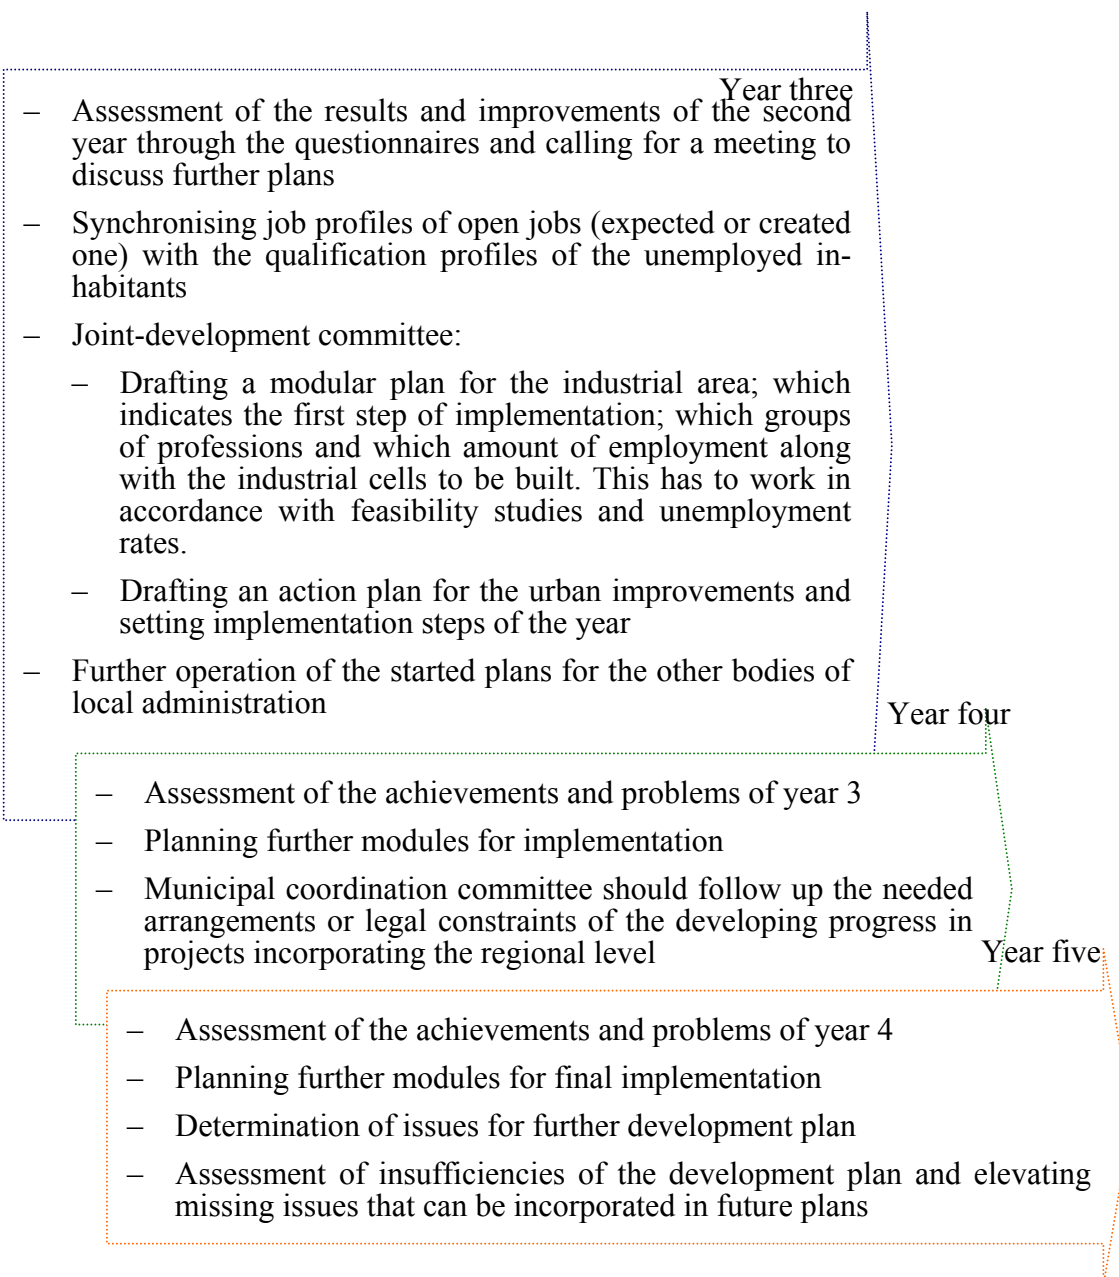 Year three
– Assessment of the results and improvements of the second
year through the questionnaires and calling for a meeting to
discuss further plans
– Synchronising job profiles of open jobs (expected or created
one) with the qualification profiles of the unemployed in-
habitants
– Joint-development committee:
– Drafting a modular plan for the industrial area; which
indicates the first step of implementation; which groups
of professions and which amount of employment along
with the industrial cells to be built. This has to work in
accordance with feasibility studies and unemployment
rates.
– Drafting an action plan for the urban improvements and
setting implementation steps of the year
– Further operation of the started plans for the other bodies of
local administration
Year four
– Assessment of the achievements and problems of year 3
– Planning further modules for implementation
– Municipal coordination committee should follow up the needed
arrangements or legal constraints of the developing progress in
projects incorporating the regional level
Year five
– Assessment of the achievements and problems of year 4
– Planning further modules for final implementation
– Determination of issues for further development plan
– Assessment of insufficiencies of the development plan and elevating
missing issues that can be incorporated in future plans